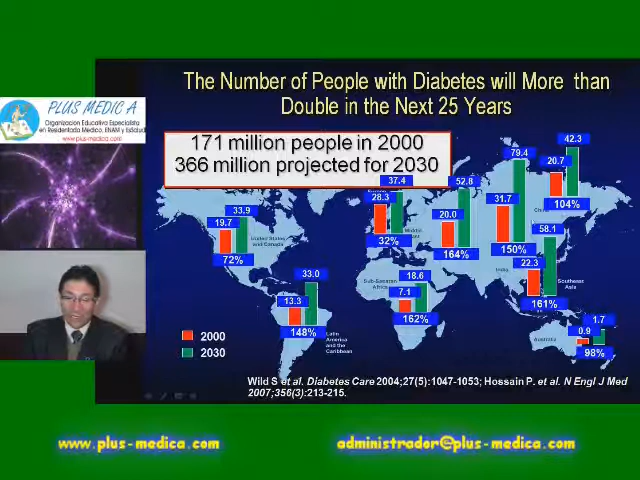 The Number of People with Diabetes will More than
Double in the Next 25 Years
PLUS MEDIC A
Organización Educativa Especialista
en Residentado Médico, ENAM y EsSalud
www.plus-medica.com
171 million people in 2000
366 million projected for 2030
19.7
33.9
United States
and Canada
72%
28.3
37.4
32%
20.0
52.8
Middle
164%
31.7
79.4
India
150%
20.7
42.3
104%
22.3
58.1
Southeast
Asia
161%
13.3
33.0
148%
Latin
America
and the
Caribbean
Sub-Saharan
Africa
7.1
18.6
162%
Australia
0.9
1.7
98%
2000
2030
Wild S et al. Diabetes Care 2004;27(5):1047-1053; Hossain P. et al. N Engl J Med
2007;356(3):213-215.
www.plus-medica.com
administrador@plus-medica.com